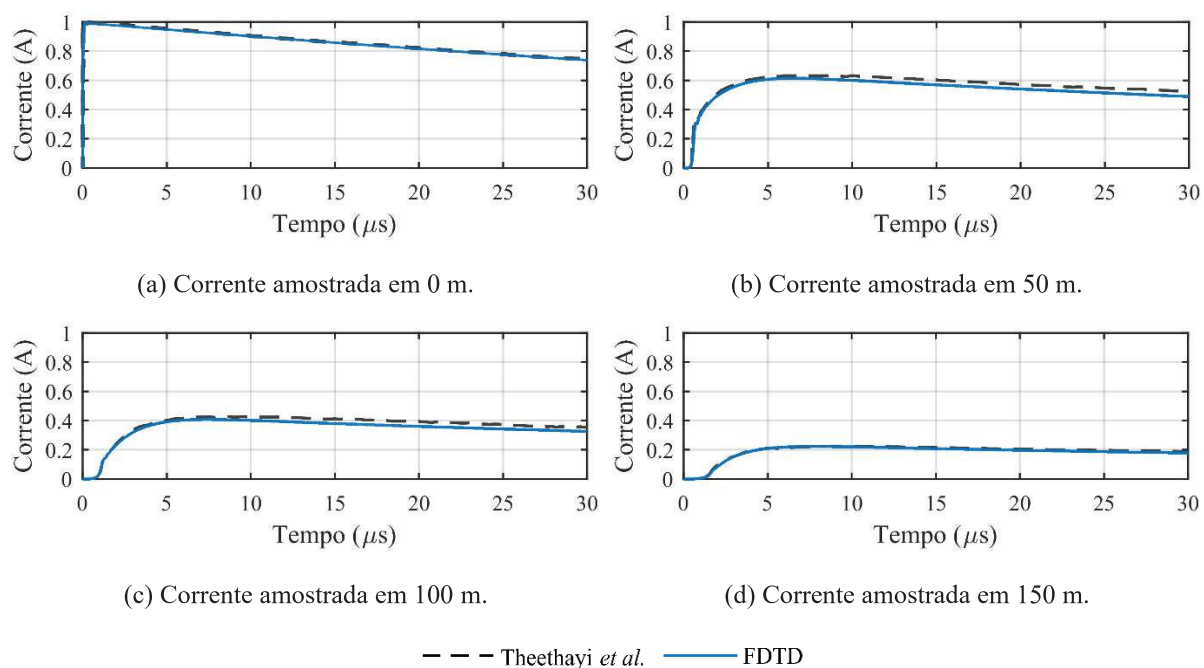 Corrente (A)
1
0.8
0.6
0.4
0.2
0
0 5 10 15 20 25 30
Tempo (μs)
(a) Corrente amostrada em 0 m.
Corrente (A)
1
0.8
0.6
0.4
0.2
0
0 5 10 15 20 25 30
Tempo (μs)
(b) Corrente amostrada em 50 m.
Corrente (A)
1
0.8
0.6
0.4
0.2
0
0 5 10 15 20 25 30
Tempo (μs)
(c) Corrente amostrada em 100 m.
Corrente (A)
1
0.8
0.6
0.4
0.2
0
0 5 10 15 20 25 30
Tempo (μs)
(d) Corrente amostrada em 150 m.
Theethayi et al. FDTD